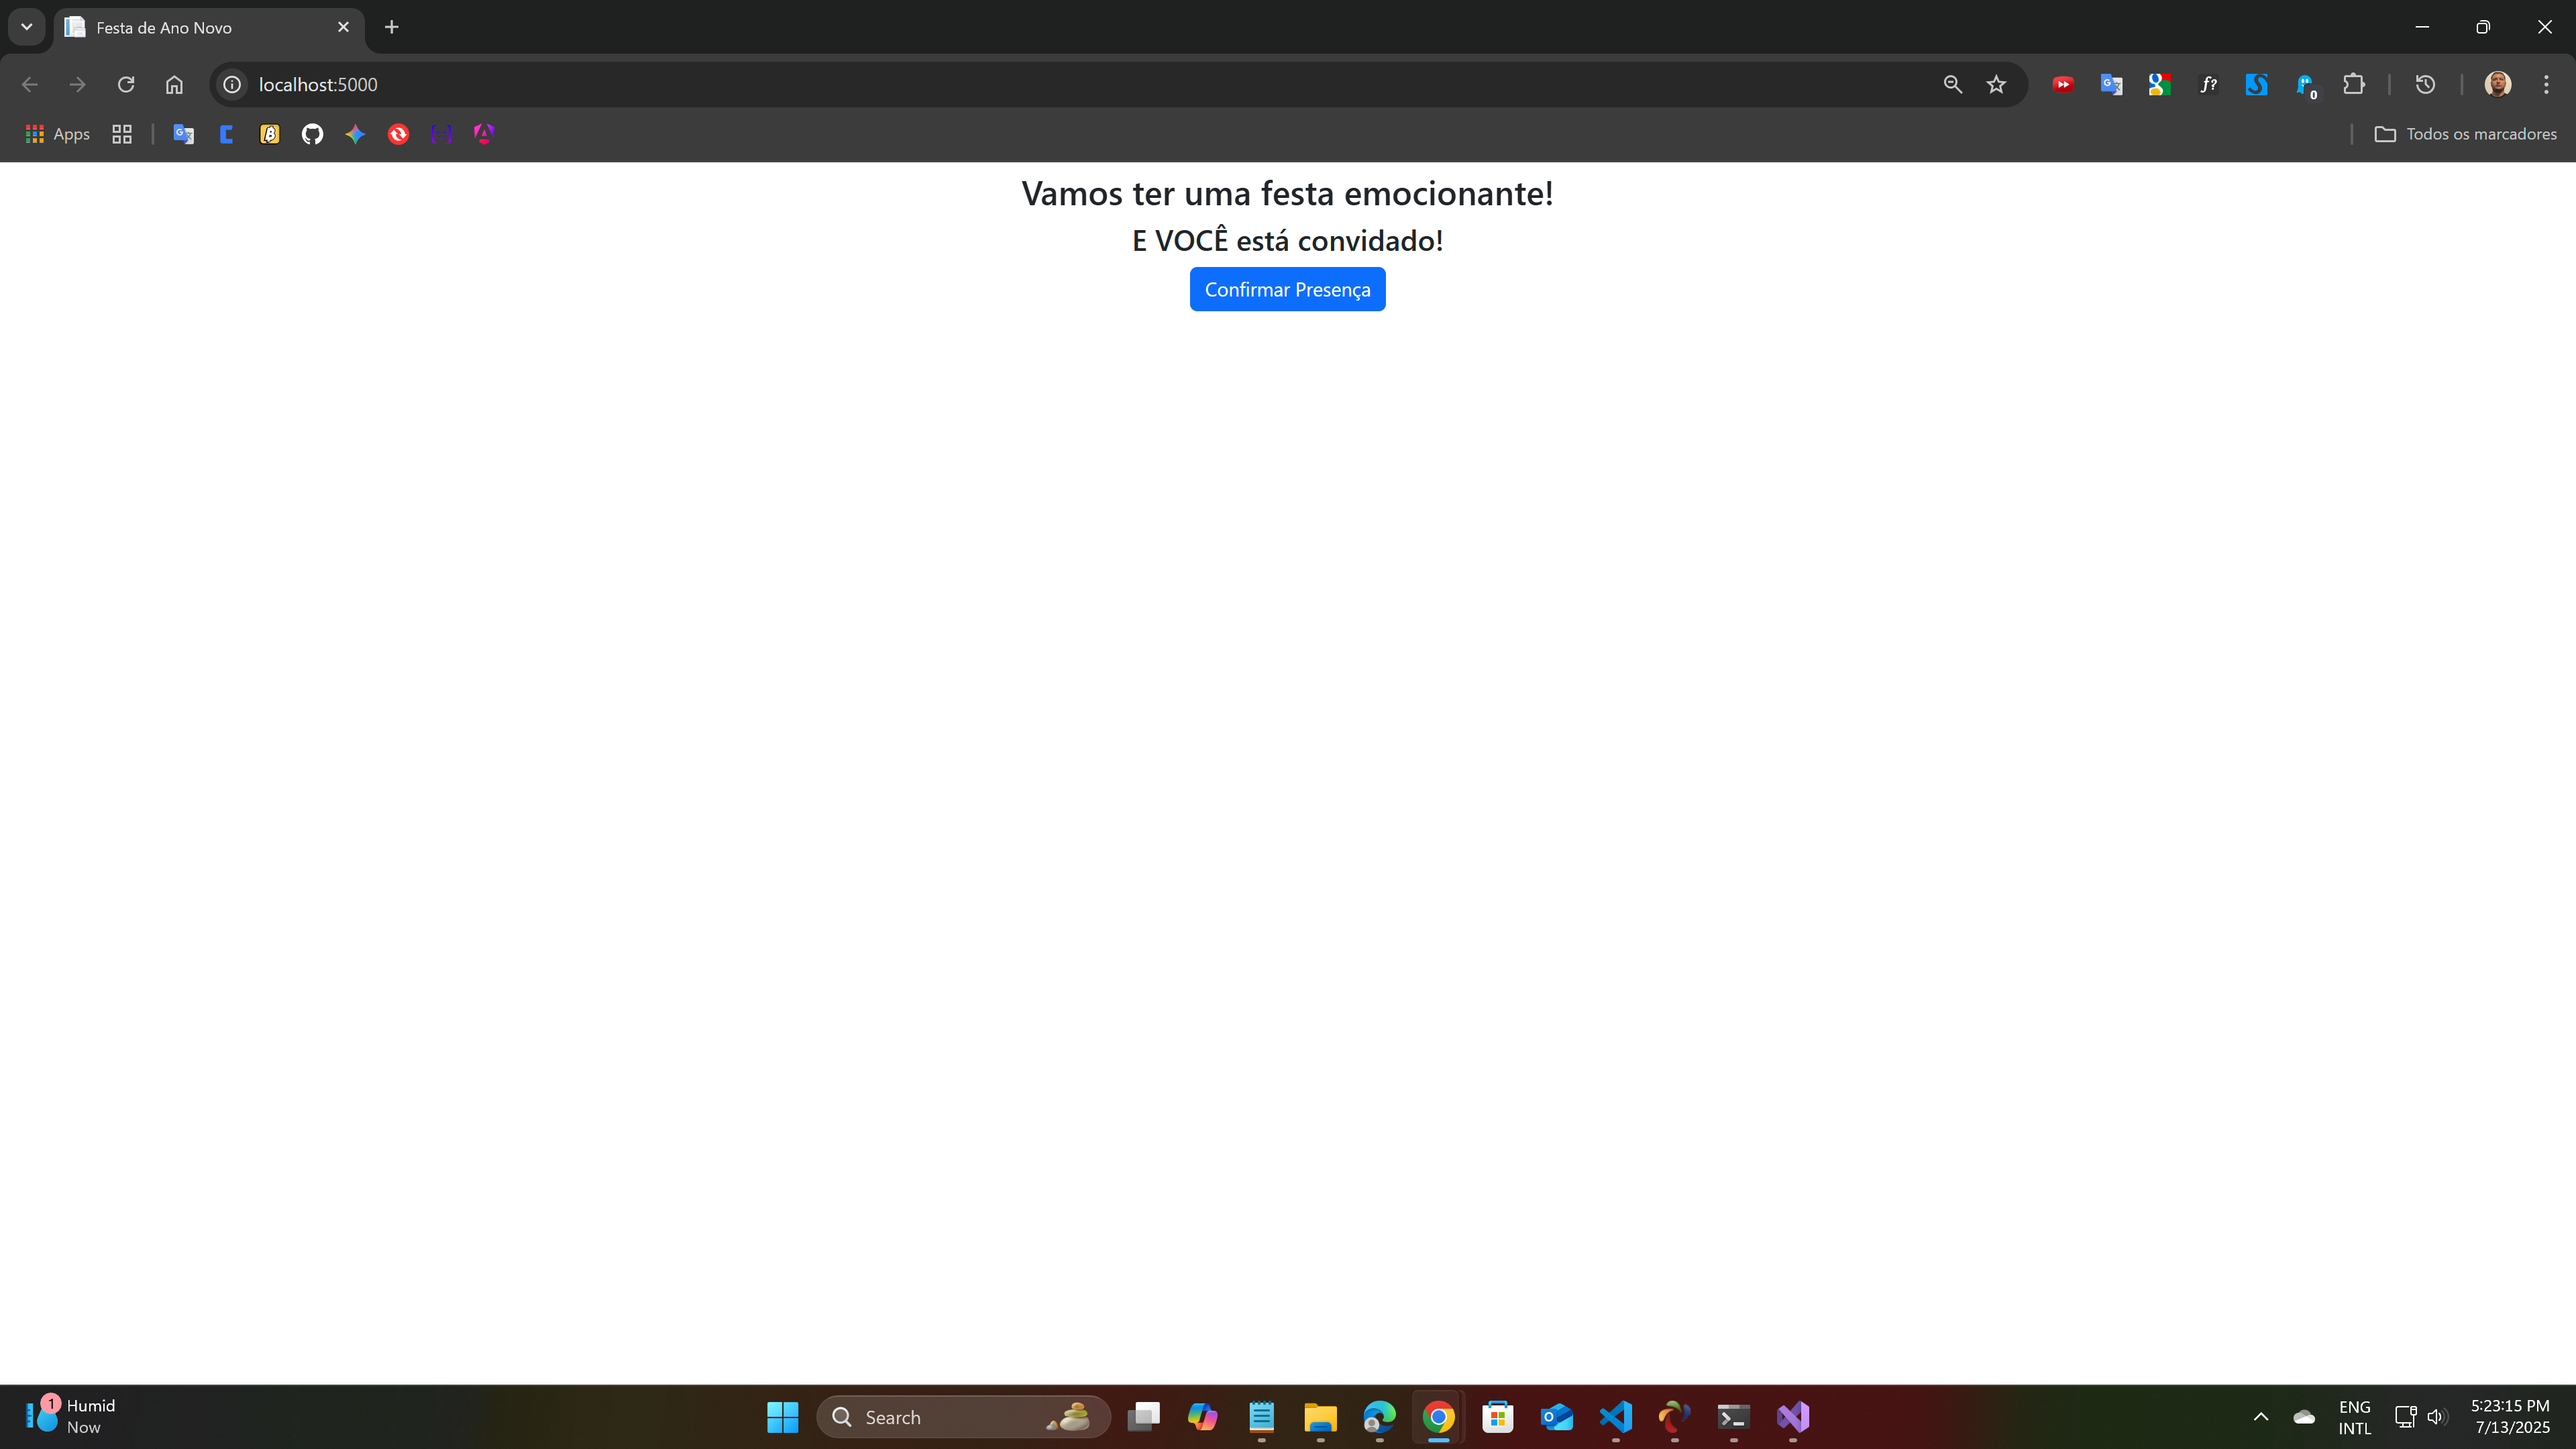 Festa de Ano Novo
localhost:5000
0
Apps
Todos os marcadores
Vamos ter uma festa emocionante!
E VOCÊ está convidado!
Confirmar Presença
1
Humid
Now
Search
ENG
INTL
5:23:15 PM
7/13/2025